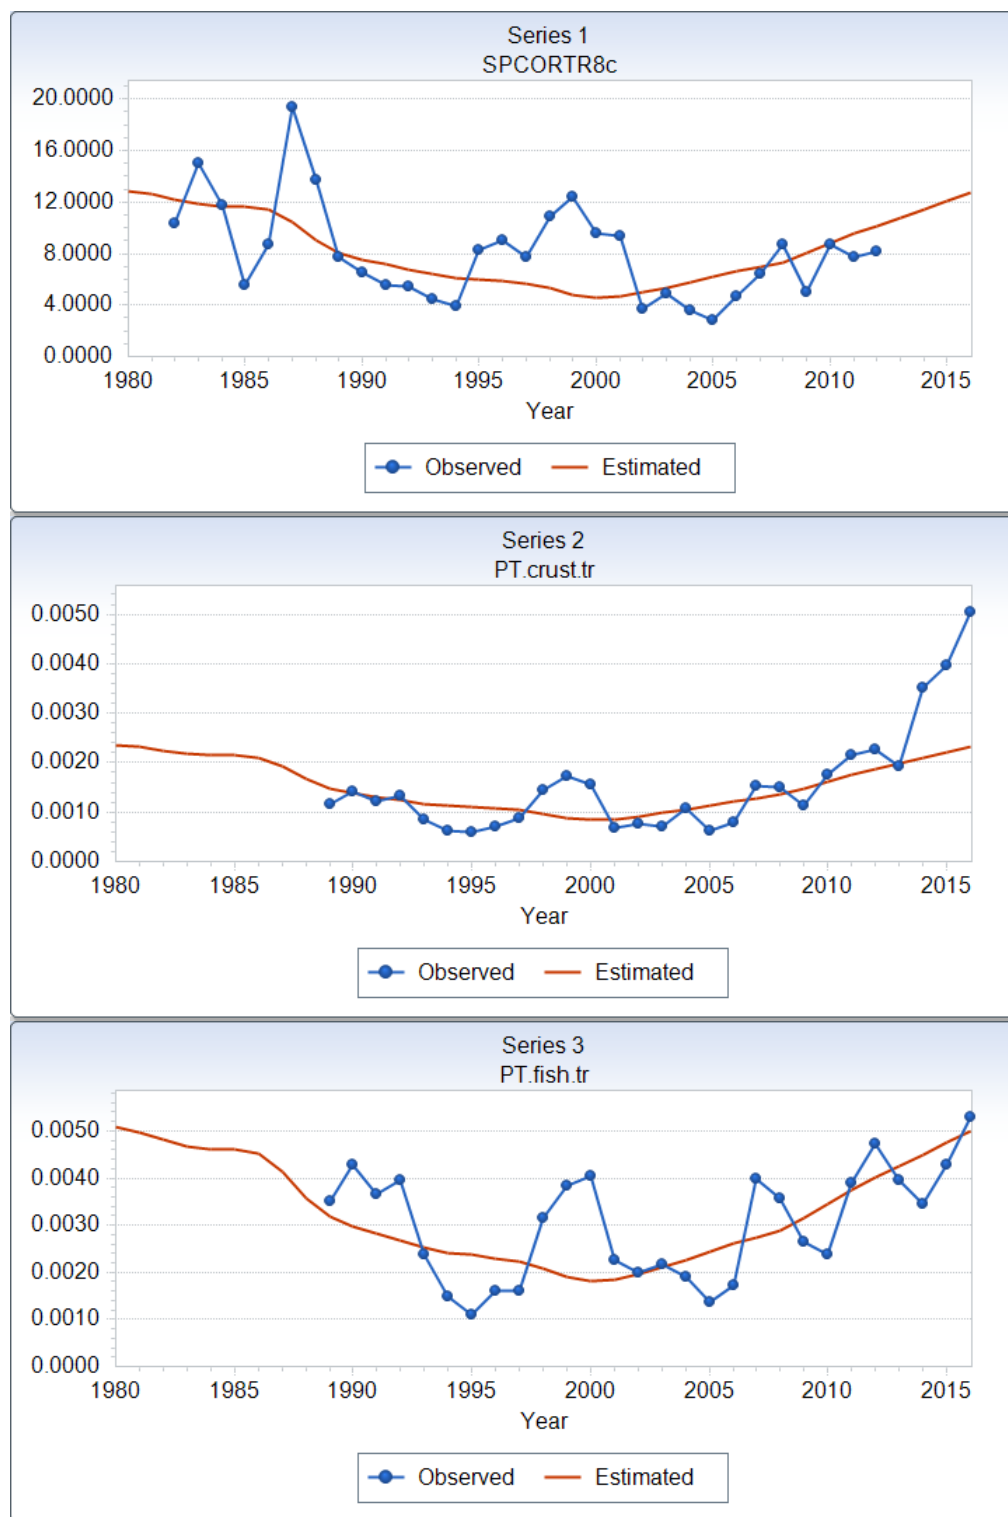 Series 1
SPCORTR8c
20.0000
16.0000
12.0000
8.0000
4.0000
0.0000
1980 1985 1990 1995 2000 2005 2010 2015
Year
Observed Estimated
Series 2
PT.crust.tr
0.0050
0.0040
0.0030
0.0020
0.0010
0.0000
1980 1985 1990 1995 2000 2005 2010 2015
Year
Observed Estimated
Series 3
PT.fish.tr
0.0050
0.0040
0.0030
0.0020
0.0010
0.0000
1980 1985 1990 1995 2000 2005 2010 2015
Year
Observed Estimated